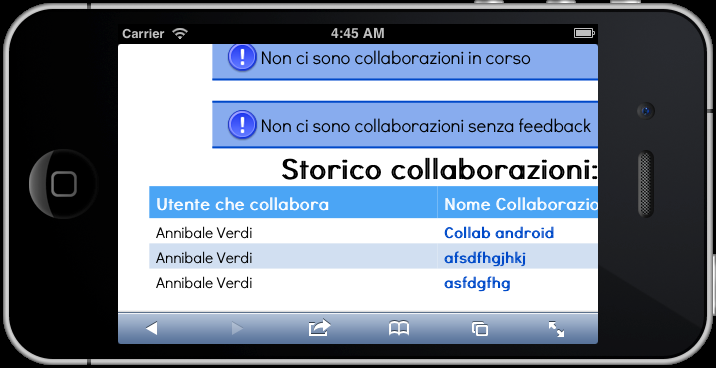 Carrier 4:45 AM
Non ci sono collaborazioni in corso
Non ci sono collaborazioni senza feedback
Storico collaborazioni:
Utente che collabora Nome Collaborazio
Annibale Verdi Collab android
Annibale Verdi afsdfhgjhkj
Annibale Verdi asfdgfhg